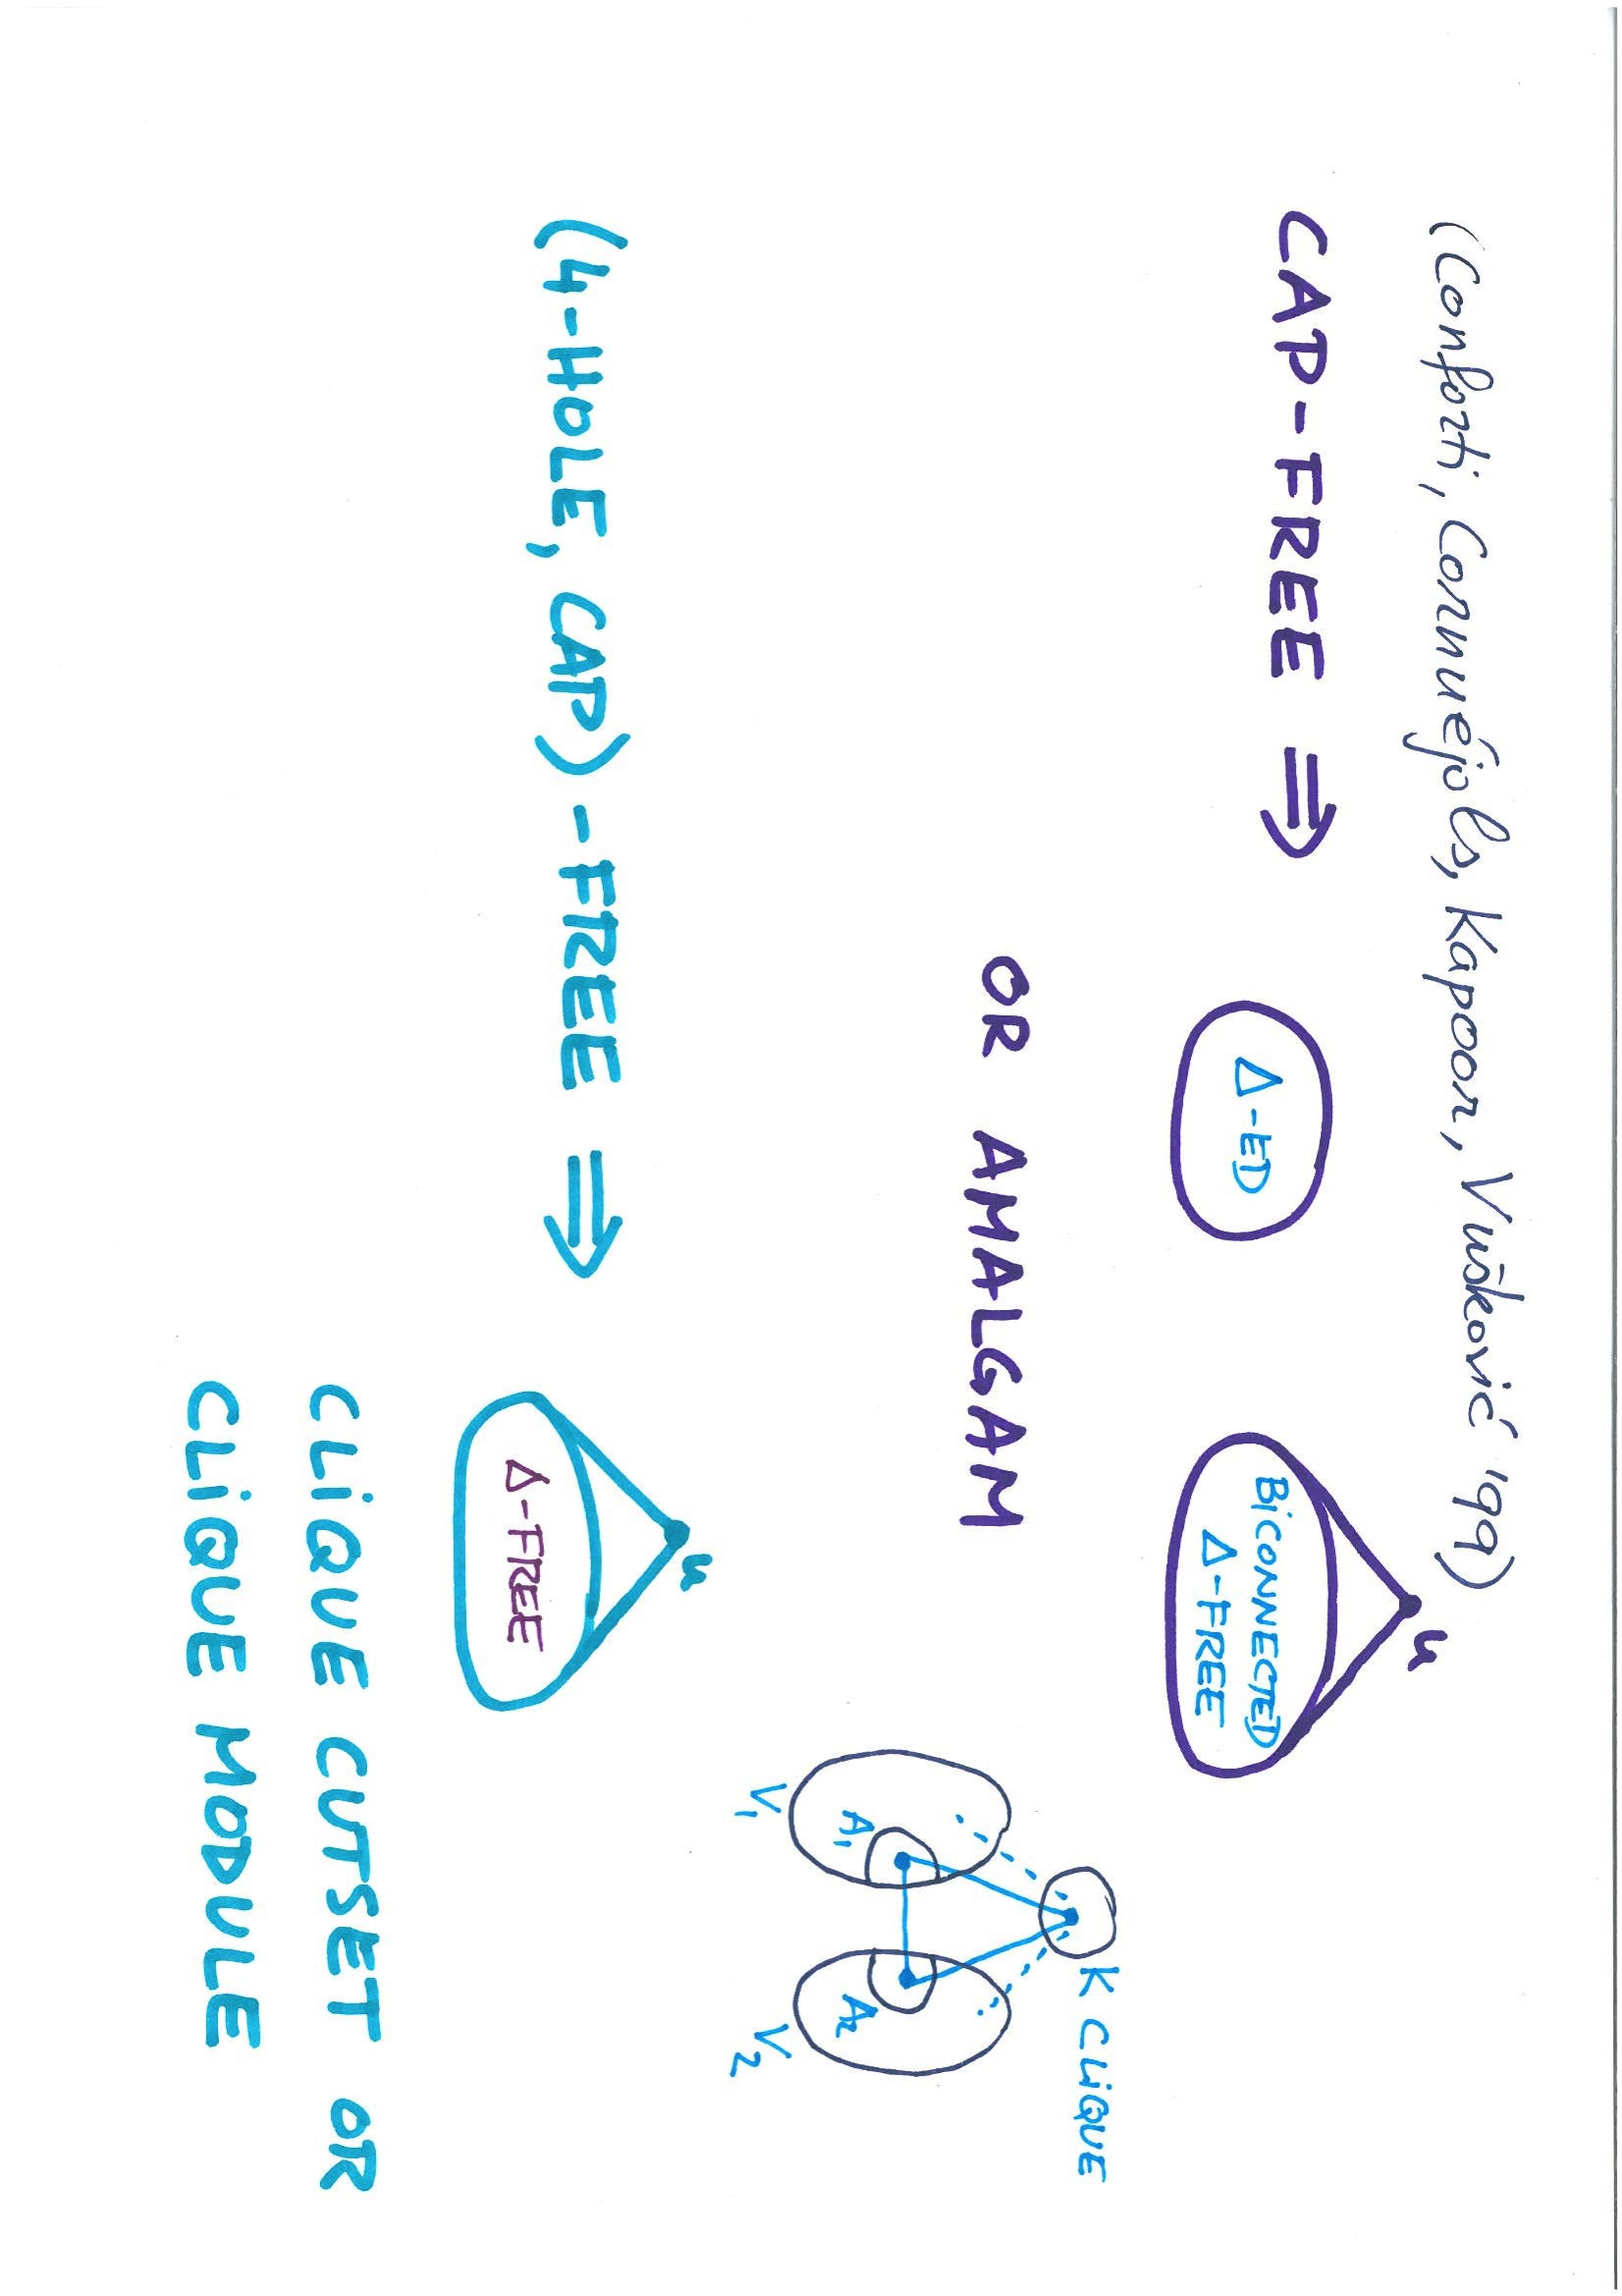 (Conforti, Cornuéjols, Kapoor, Vušković '99)
CAP-FREE ⇒
Δ-ED
BICONNECTED
Δ-FREE
u
OR AMALGAM
K CLIQUE
A₁
A₂
V₁
V₂
(4-HOLE, CAP)-FREE ⇒
Δ-FREE
u
CLIQUE CUTSET OR
CLIQUE MODULE